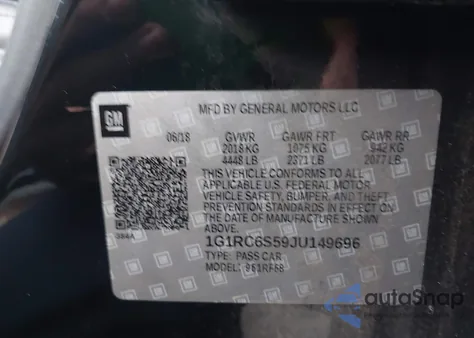 MFD BY GENERAL MOTORS LLC
GM
06/18 GVWR GAWR FRT GAWR RR
2018 KG 1075 KG 942 KG
4448 LB 2371 LB 2077 LB
THIS VEHICLE CONFORMS TO ALL
APPLICABLE U.S. FEDERAL MOTOR
VEHICLE SAFETY, BUMPER, AND THEFT
PREVENTION STANDARDS IN EFFECT ON
THE DATE OF MANUFACTURE SHOWN
ABOVE.
1G1RC6S59JU149696
TYPE: PASS CAR
MODEL:
autoSnap